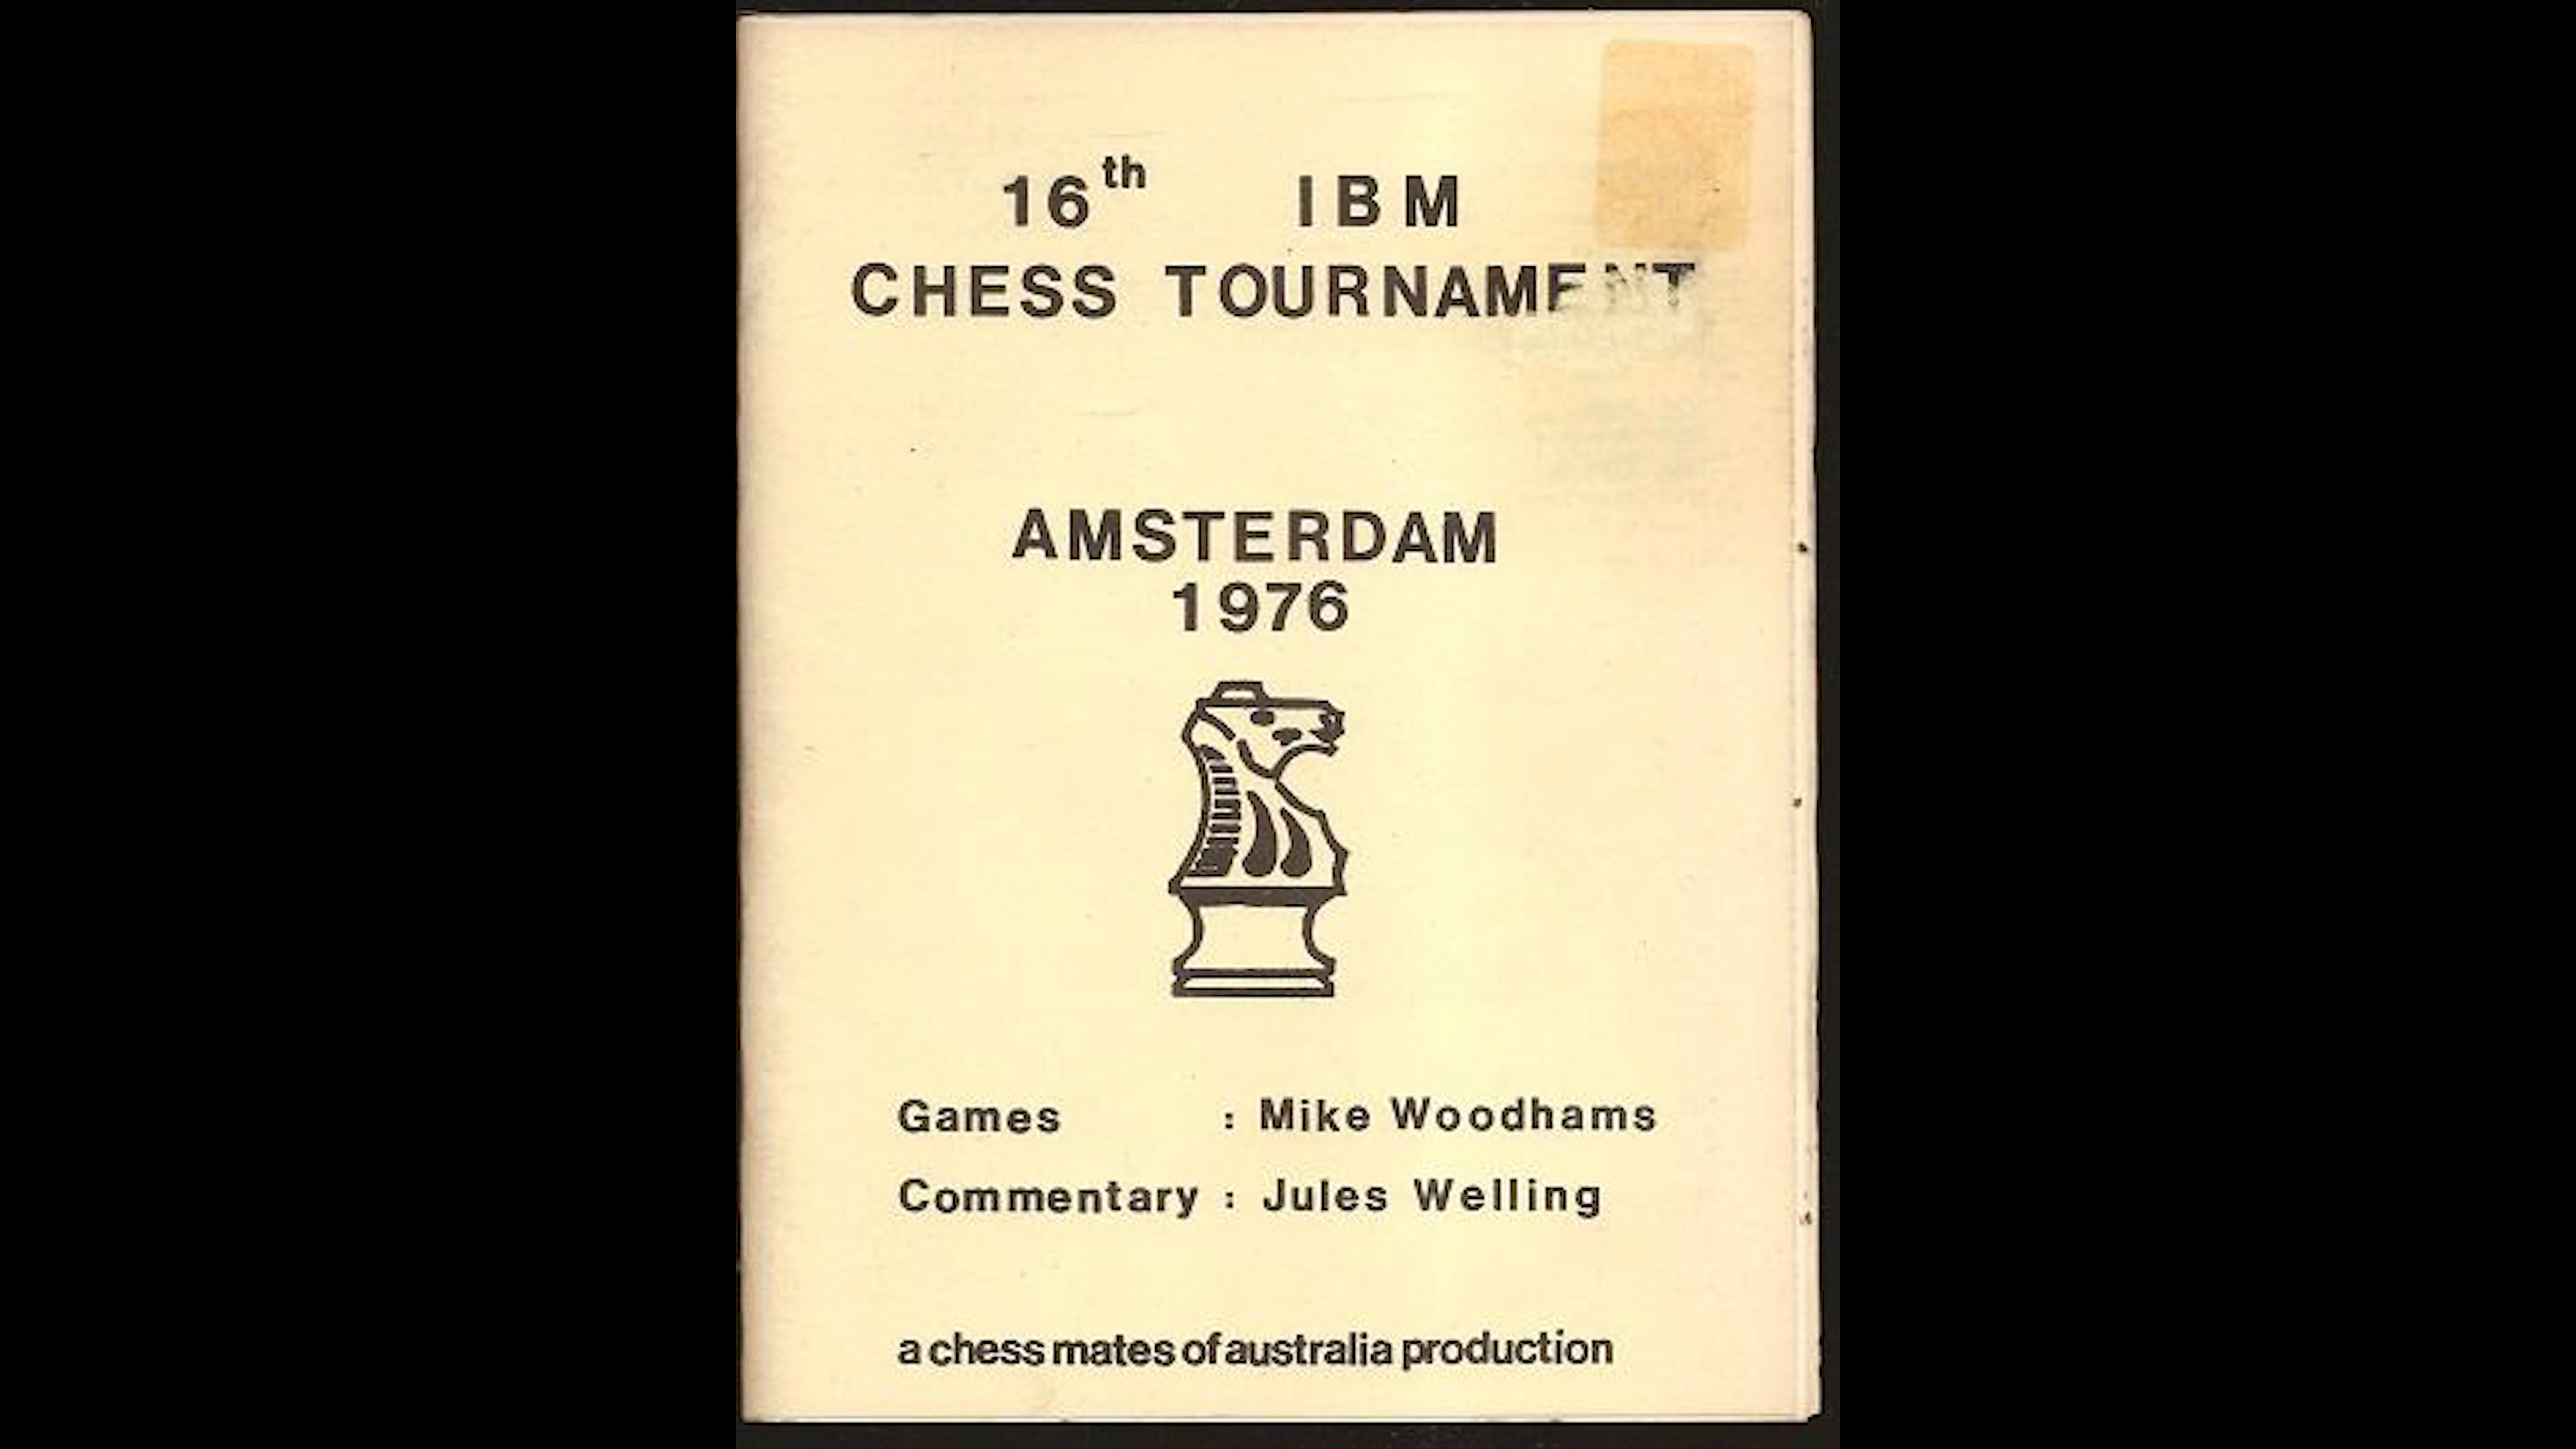 16th IBM
CHESS TOURNAMENT
AMSTERDAM
1976
Games : Mike Woodhams
Commentary : Jules Welling
a chess mates of australia production